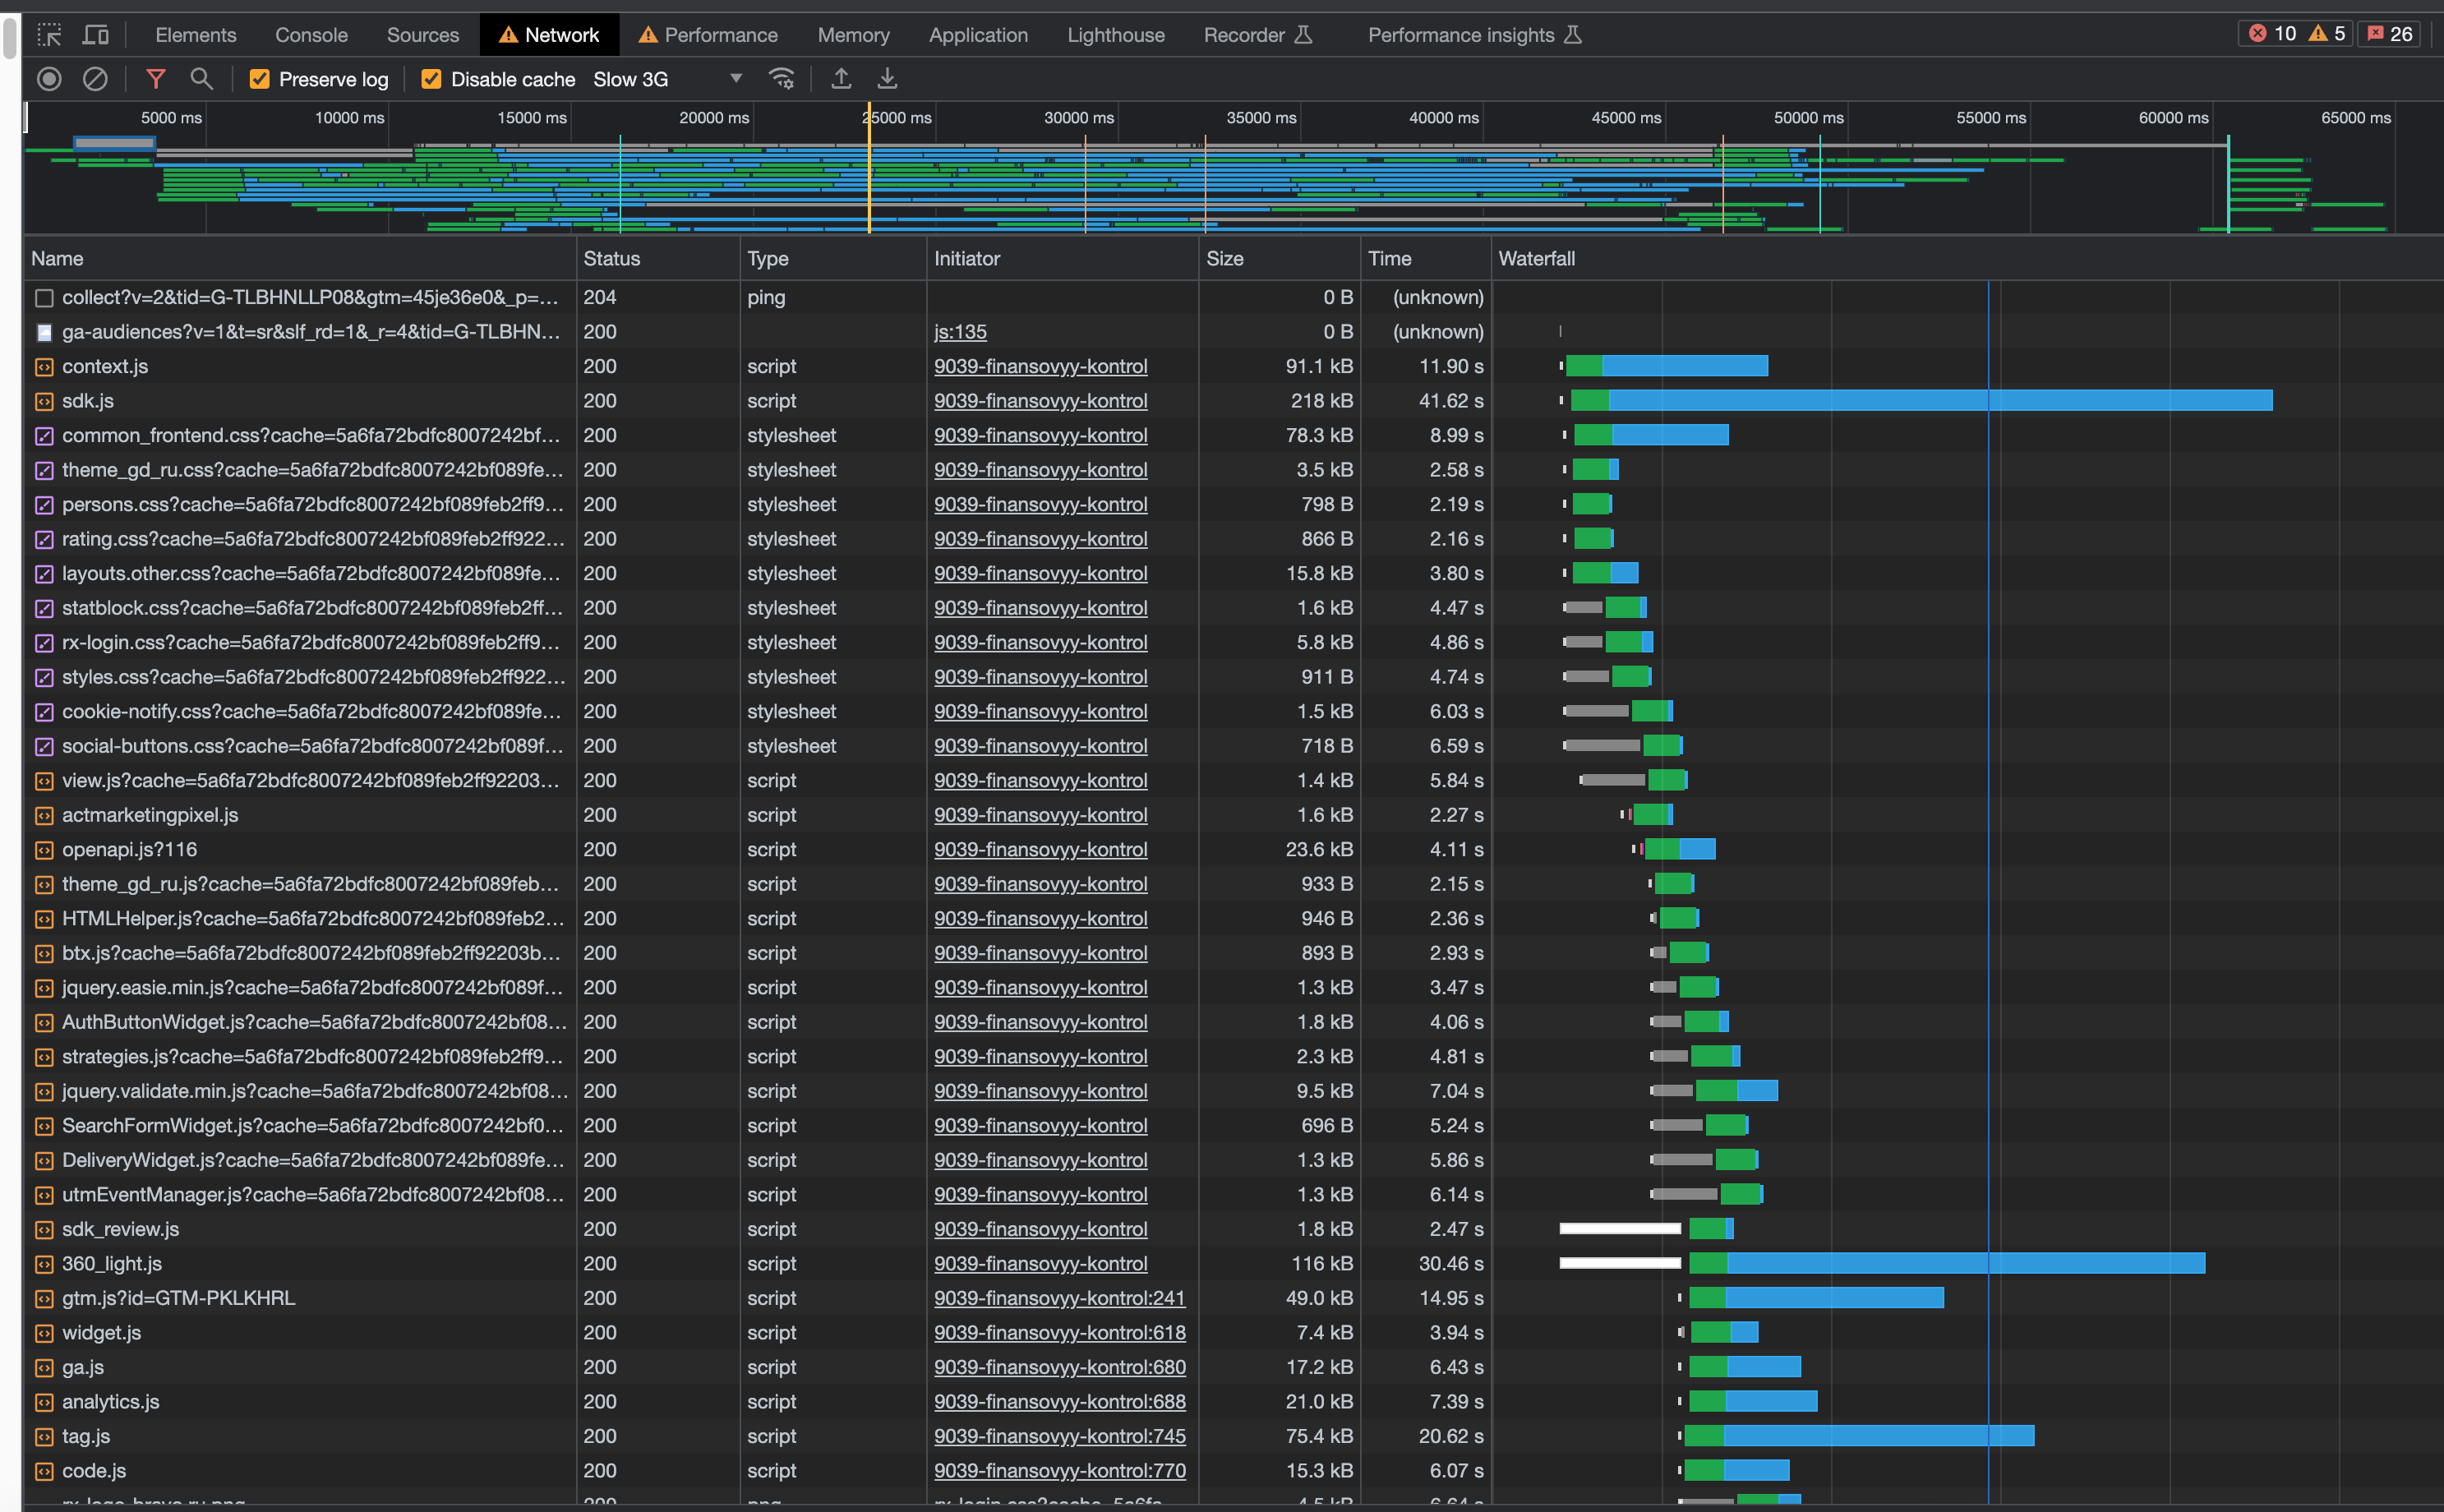 Elements Console Sources Network Performance Memory Application Lighthouse Recorder Performance insights 10 5 26
Preserve log Disable cache Slow 3G
5000 ms 10000 ms 15000 ms 20000 ms 25000 ms 30000 ms 35000 ms 40000 ms 45000 ms 50000 ms 55000 ms 60000 ms 65000 ms
Name Status Type Initiator Size Time Waterfall
collect?v=2&tid=G-TLBHNLLP08&gtm=45je36e0&_p=... 204 ping 0 B (unknown)
ga-audiences?v=1&t=sr&slf_rd=1&_r=4&tid=G-TLBHN... 200 js:135 0 B (unknown)
context.js 200 script 9039-finansovyy-kontrol 91.1 kB 11.90 s
sdk.js 200 script 9039-finansovyy-kontrol 218 kB 41.62 s
common_frontend.css?cache=5a6fa72bdfc8007242bf... 200 stylesheet 9039-finansovyy-kontrol 78.3 kB 8.99 s
theme_gd_ru.css?cache=5a6fa72bdfc8007242bf089fe... 200 stylesheet 9039-finansovyy-kontrol 3.5 kB 2.58 s
persons.css?cache=5a6fa72bdfc8007242bf089feb2ff9... 200 stylesheet 9039-finansovyy-kontrol 798 B 2.19 s
rating.css?cache=5a6fa72bdfc8007242bf089feb2ff922... 200 stylesheet 9039-finansovyy-kontrol 866 B 2.16 s
layouts.other.css?cache=5a6fa72bdfc8007242bf089fe... 200 stylesheet 9039-finansovyy-kontrol 15.8 kB 3.80 s
statblock.css?cache=5a6fa72bdfc8007242bf089feb2ff... 200 stylesheet 9039-finansovyy-kontrol 1.6 kB 4.47 s
rx-login.css?cache=5a6fa72bdfc8007242bf089feb2ff9... 200 stylesheet 9039-finansovyy-kontrol 5.8 kB 4.86 s
styles.css?cache=5a6fa72bdfc8007242bf089feb2ff922... 200 stylesheet 9039-finansovyy-kontrol 911 B 4.74 s
cookie-notify.css?cache=5a6fa72bdfc8007242bf089fe... 200 stylesheet 9039-finansovyy-kontrol 1.5 kB 6.03 s
social-buttons.css?cache=5a6fa72bdfc8007242bf089f... 200 stylesheet 9039-finansovyy-kontrol 718 B 6.59 s
view.js?cache=5a6fa72bdfc8007242bf089feb2ff92203... 200 script 9039-finansovyy-kontrol 1.4 kB 5.84 s
actmarketingpixel.js 200 script 9039-finansovyy-kontrol 1.6 kB 2.27 s
openapi.js?116 200 script 9039-finansovyy-kontrol 23.6 kB 4.11 s
theme_gd_ru.js?cache=5a6fa72bdfc8007242bf089feb... 200 script 9039-finansovyy-kontrol 933 B 2.15 s
HTMLHelper.js?cache=5a6fa72bdfc8007242bf089feb2... 200 script 9039-finansovyy-kontrol 946 B 2.36 s
btx.js?cache=5a6fa72bdfc8007242bf089feb2ff92203b... 200 script 9039-finansovyy-kontrol 893 B 2.93 s
jquery.easie.min.js?cache=5a6fa72bdfc8007242bf089f... 200 script 9039-finansovyy-kontrol 1.3 kB 3.47 s
AuthButtonWidget.js?cache=5a6fa72bdfc8007242bf08... 200 script 9039-finansovyy-kontrol 1.8 kB 4.06 s
strategies.js?cache=5a6fa72bdfc8007242bf089feb2ff9... 200 script 9039-finansovyy-kontrol 2.3 kB 4.81 s
jquery.validate.min.js?cache=5a6fa72bdfc8007242bf08... 200 script 9039-finansovyy-kontrol 9.5 kB 7.04 s
SearchFormWidget.js?cache=5a6fa72bdfc8007242bf0... 200 script 9039-finansovyy-kontrol 696 B 5.24 s
DeliveryWidget.js?cache=5a6fa72bdfc8007242bf089fe... 200 script 9039-finansovyy-kontrol 1.3 kB 5.86 s
utmEventManager.js?cache=5a6fa72bdfc8007242bf08... 200 script 9039-finansovyy-kontrol 1.3 kB 6.14 s
sdk_review.js 200 script 9039-finansovyy-kontrol 1.8 kB 2.47 s
360_light.js 200 script 9039-finansovyy-kontrol 116 kB 30.46 s
gtm.js?id=GTM-PKLKHRL 200 script 9039-finansovyy-kontrol:241 49.0 kB 14.95 s
widget.js 200 script 9039-finansovyy-kontrol:618 7.4 kB 3.94 s
ga.js 200 script 9039-finansovyy-kontrol:680 17.2 kB 6.43 s
analytics.js 200 script 9039-finansovyy-kontrol:688 21.0 kB 7.39 s
tag.js 200 script 9039-finansovyy-kontrol:745 75.4 kB 20.62 s
code.js 200 script 9039-finansovyy-kontrol:770 15.3 kB 6.07 s